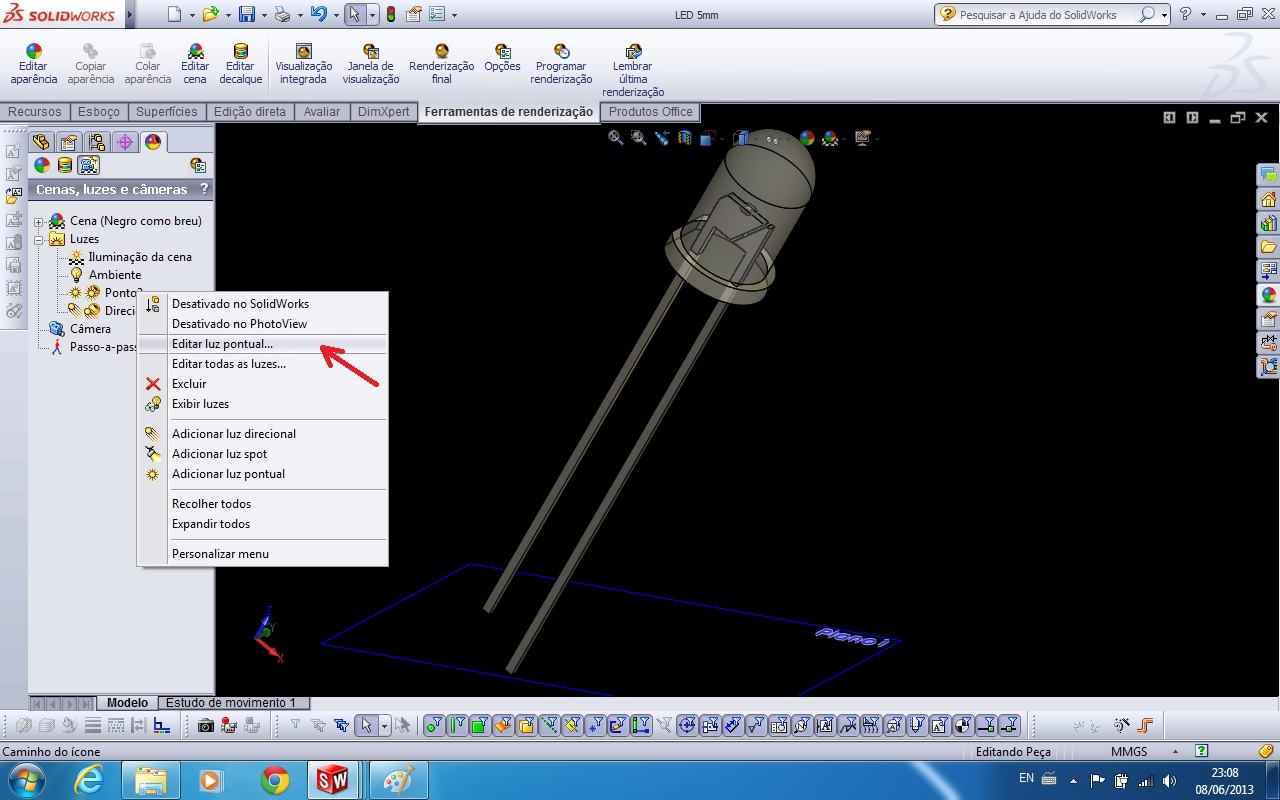 SOLIDWORKS
LED 5mm
Pesquisar a Ajuda do SolidWorks
Editar aparência
Copiar aparência
Colar aparência
Editar cena
Editar decalque
Visualização integrada
Janela de visualização
Renderização final
Opções
Programar renderização
Lembrar última renderização
Recursos
Esboço
Superfícies
Edição direta
Avaliar
DimXpert
Ferramentas de renderização
Produtos Office
Cenas, luzes e câmeras ?
Cena (Negro como breu)
Luzes
Iluminação da cena
Ambiente
Ponto2
Direci
Câmera
Passo-a-pass
Desativado no SolidWorks
Desativado no PhotoView
Editar luz pontual...
Editar todas as luzes...
Excluir
Exibir luzes
Adicionar luz direcional
Adicionar luz spot
Adicionar luz pontual
Recolher todos
Expandir todos
Personalizar menu
Plano1
Z
Y
X
Modelo
Estudo de movimento 1
Caminho do ícone
Editando Peça
MMGS
?
SW
EN
23:08
08/06/2013